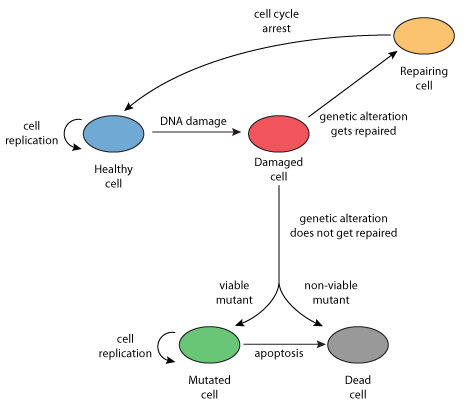 cell cycle
arrest
Repairing
cell
cell
replication
DNA damage
genetic alteration
gets repaired
Healthy
cell
Damaged
cell
genetic alteration
does not get repaired
viable
mutant
non-viable
mutant
cell
replication
apoptosis
Mutated
cell
Dead
cell